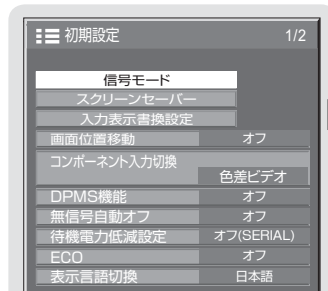 初期設定 1/2
信号モード
スクリーンセーバー
入力表示書換設定
画面位置移動 オフ
コンポーネント入力切換
色差ビデオ
DPMS機能 オフ
無信号自動オフ オフ
待機電力低減設定 オフ(SERIAL)
ECO オフ
表示言語切換 日本語